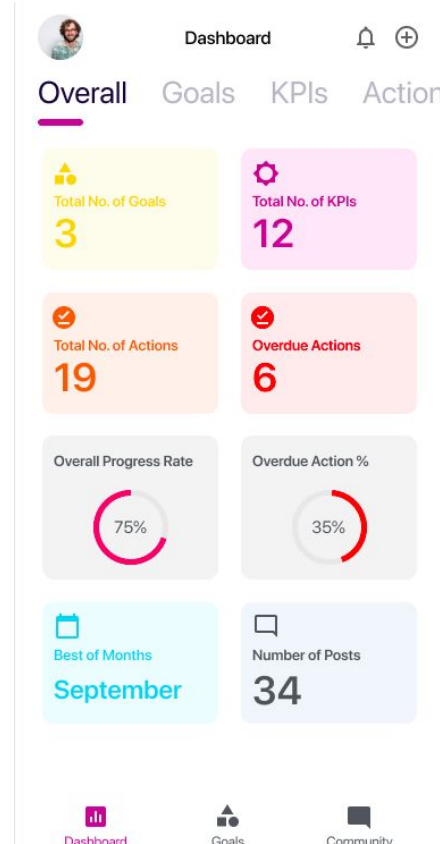 Dashboard
Overall Goals KPIs Action
Total No. of Goals
3
Total No. of KPIs
12
Total No. of Actions
19
Overdue Actions
6
Overall Progress Rate
75%
Overdue Action %
35%
Best of Months
September
Number of Posts
34
Dashboard Goals Community